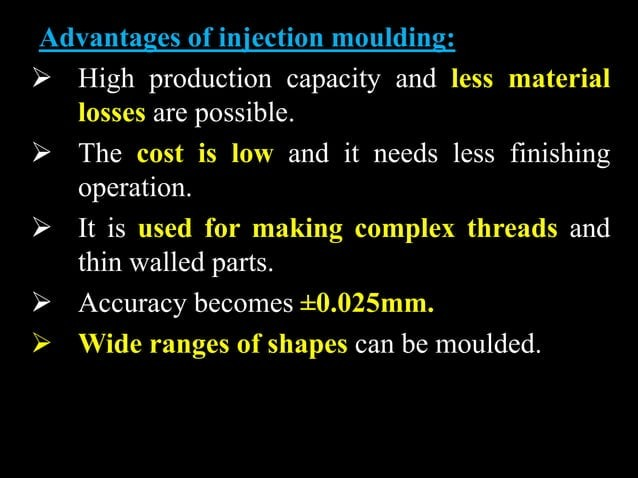 Advantages of injection moulding:
➢ High production capacity and less material
losses are possible.
➢ The cost is low and it needs less finishing
operation.
➢ It is used for making complex threads and
thin walled parts.
➢ Accuracy becomes ±0.025mm.
➢ Wide ranges of shapes can be moulded.